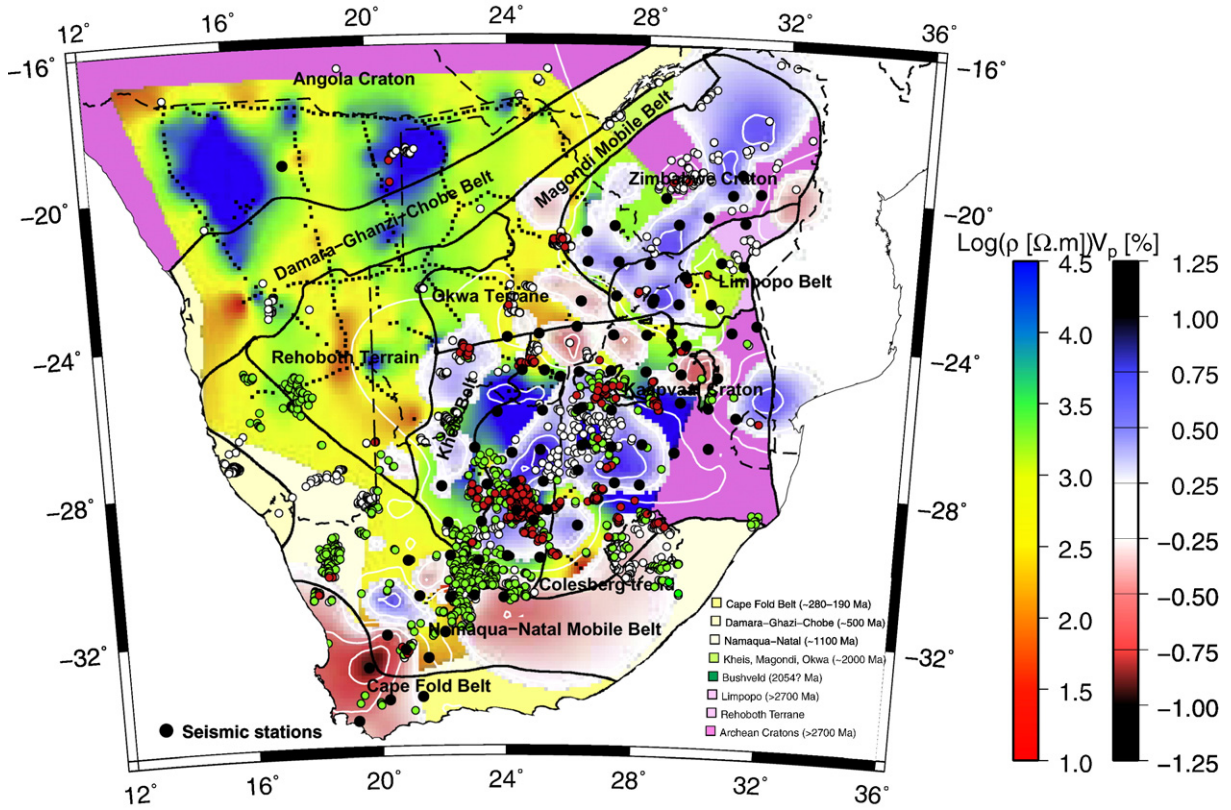 12° 16° 20° 24° 28° 32° 36°
−16° −16°
Angola Craton
Magondi Mobile Belt
Zimbabwe Craton
−20° −20°
Damara−Ghanzi−Chobe Belt
Log(ρ [Ω.m]) Vp [%]
Limpopo Belt
Okwa Terrane
−24° −24°
Rehoboth Terrain
Kaapvaal Craton
Kheis Belt
−28° −28°
Colesberg trend
Namaqua−Natal Mobile Belt
−32° −32°
Cape Fold Belt
Seismic stations
Cape Fold Belt (~280−190 Ma)
Damara−Ghazi−Chobe (~500 Ma)
Namaqua−Natal (~1100 Ma)
Kheis, Magondi, Okwa (~2000 Ma)
Bushveld (2054? Ma)
Limpopo (>2700 Ma)
Rehoboth Terrane
Archean Cratons (>2700 Ma)
12° 16° 20° 24° 28° 32° 36°
4.5
4.0
3.5
3.0
2.5
2.0
1.5
1.0
1.25
1.00
0.75
0.50
0.25
−0.25
−0.50
−0.75
−1.00
−1.25